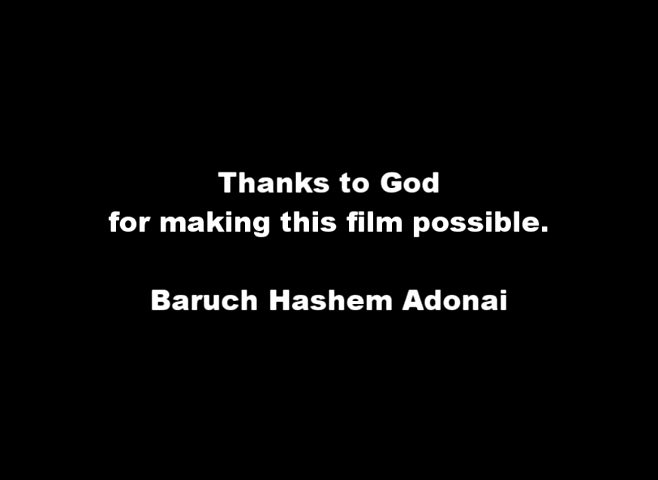 Thanks to God
for making this film possible.
Baruch Hashem Adonai